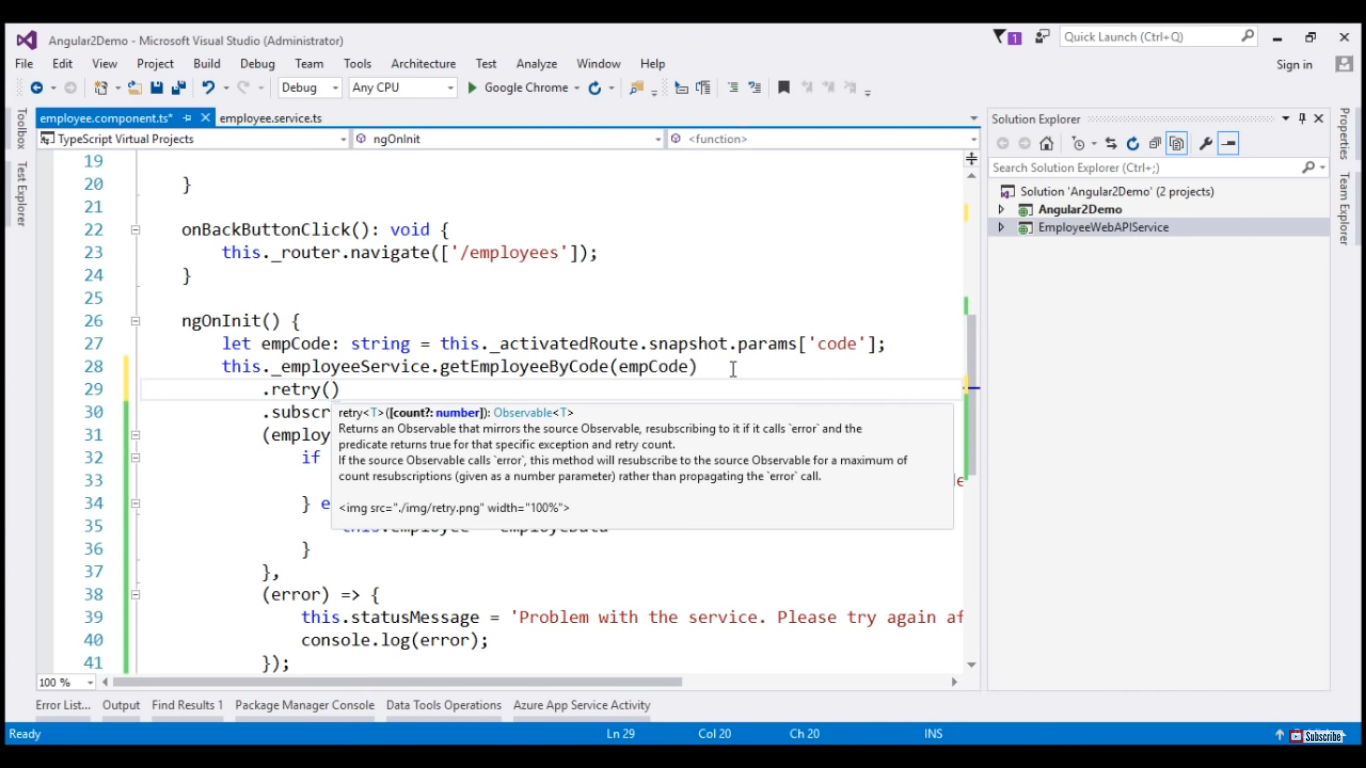 Angular2Demo - Microsoft Visual Studio (Administrator)
1
Quick Launch (Ctrl+Q)
File Edit View Project Build Debug Team Tools Architecture Test Analyze Window Help
Sign in
Debug Any CPU Google Chrome
Toolbox
Test Explorer
employee.component.ts* employee.service.ts
TypeScript Virtual Projects ngOnInit <function>
19
20 }
21
22 onBackButtonClick(): void {
23 this._router.navigate(['/employees']);
24 }
25
26 ngOnInit() {
27 let empCode: string = this._activatedRoute.snapshot.params['code'];
28 this._employeeService.getEmployeeByCode(empCode)
29 .retry()
30 .subscr
31 (employ
32 if
33
34 } e
35
36 }
37 },
38 (error) => {
39 this.statusMessage = 'Problem with the service. Please try again af
40 console.log(error);
41 });
retry<T>([count?: number]): Observable<T>
Returns an Observable that mirrors the source Observable, resubscribing to it if it calls `error` and the
predicate returns true for that specific exception and retry count.
If the source Observable calls `error`, this method will resubscribe to the source Observable for a maximum of
count resubscriptions (given as a number parameter) rather than propagating the `error` call.
<img src="./img/retry.png" width="100%">
100 %
Solution Explorer
Search Solution Explorer (Ctrl+;)
Solution 'Angular2Demo' (2 projects)
Angular2Demo
EmployeeWebAPIService
Properties
Team Explorer
Error List... Output Find Results 1 Package Manager Console Data Tools Operations Azure App Service Activity
Ready Ln 29 Col 20 Ch 20 INS
Subscribe